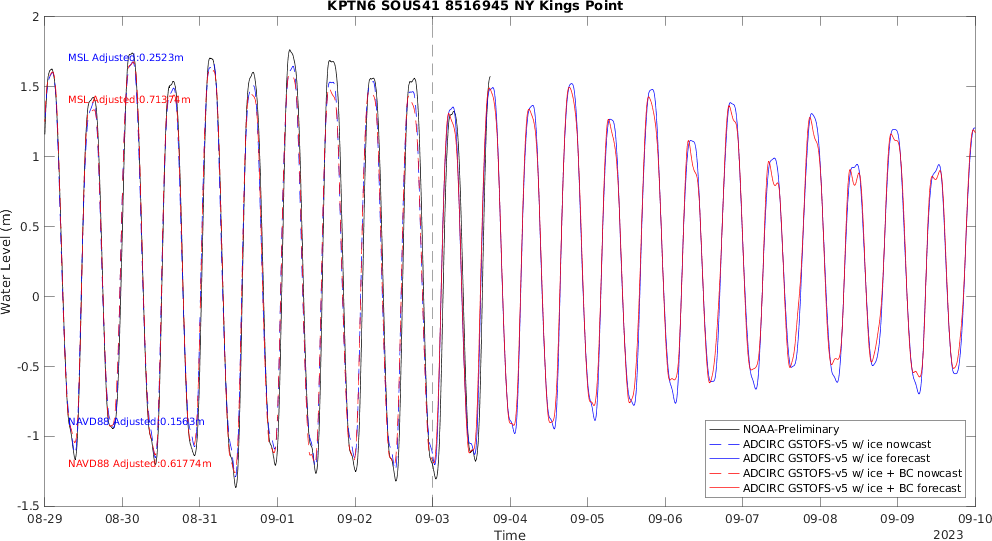 KPTN6 SOUS41 8516945 NY Kings Point
2
1.5
1
0.5
0
-0.5
-1
-1.5
Water Level (m)
MSL Adjusted:0.2523m
MSL Adjusted:0.71374m
NAVD88 Adjusted:0.1563m
NAVD88 Adjusted:0.61774m
NOAA-Preliminary
ADCIRC GSTOFS-v5 w/ ice nowcast
ADCIRC GSTOFS-v5 w/ ice forecast
ADCIRC GSTOFS-v5 w/ ice + BC nowcast
ADCIRC GSTOFS-v5 w/ ice + BC forecast
08-29 08-30 08-31 09-01 09-02 09-03 09-04 09-05 09-06 09-07 09-08 09-09 09-10
Time
2023